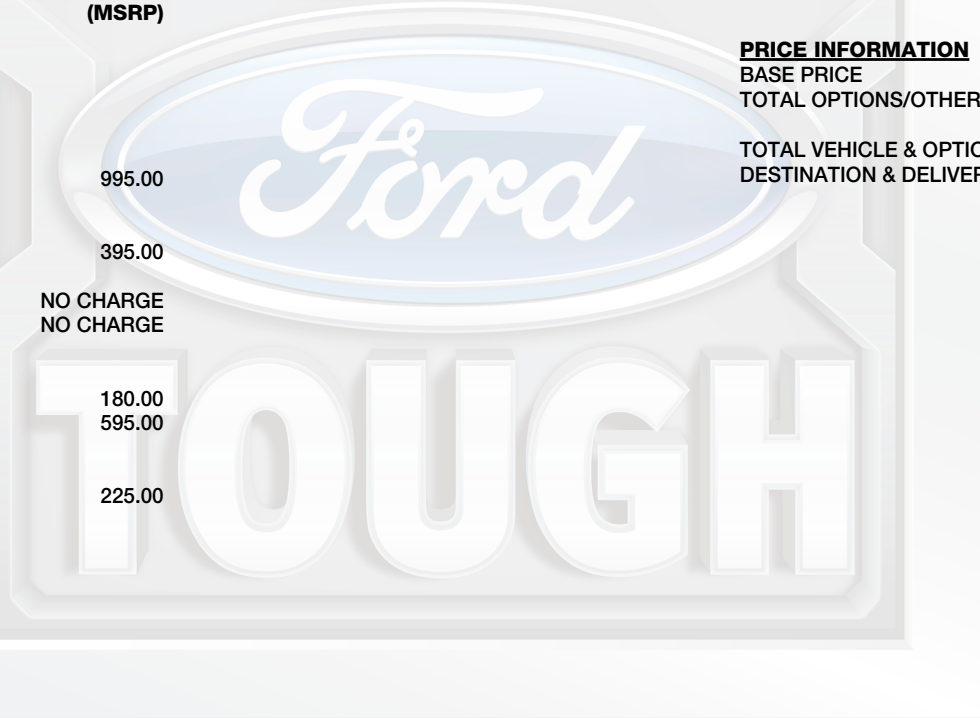 (MSRP)
995.00
395.00
NO CHARGE
NO CHARGE
180.00
595.00
225.00
PRICE INFORMATION
BASE PRICE
TOTAL OPTIONS/OTHER
TOTAL VEHICLE & OPTIO
DESTINATION & DELIVER
Ford
TOUGH